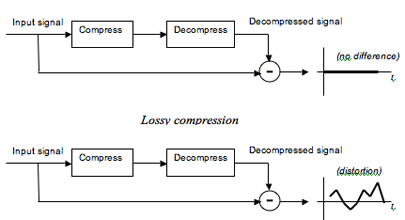 Input signal
Decompressed signal
Compress
Decompress
(no difference)
-
t,
Lossy compression
Input signal
Decompressed signal
Compress
Decompress
(distortion)
-
t,